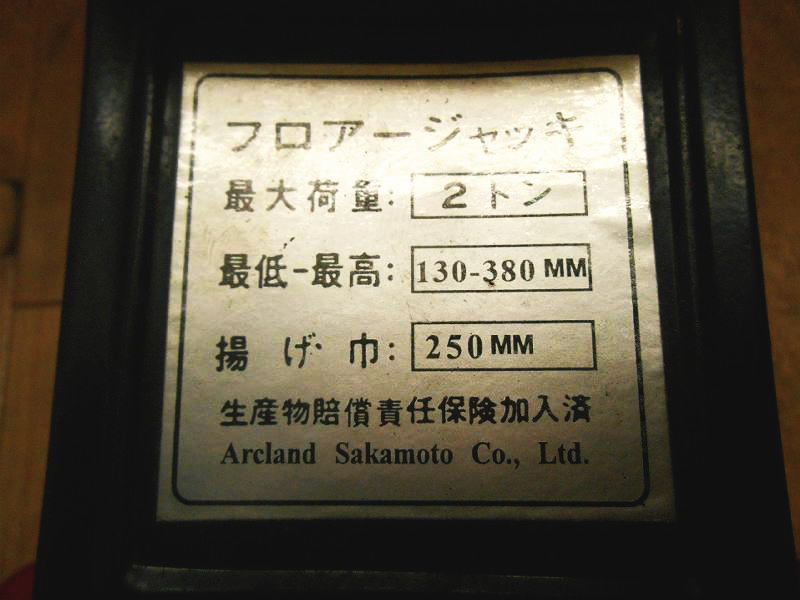 フロアージャッキ
最大荷量: 2トン
最低-最高: 130-380 MM
揚げ巾: 250 MM
生産物賠償責任保険加入済
Arcland Sakamoto Co., Ltd.